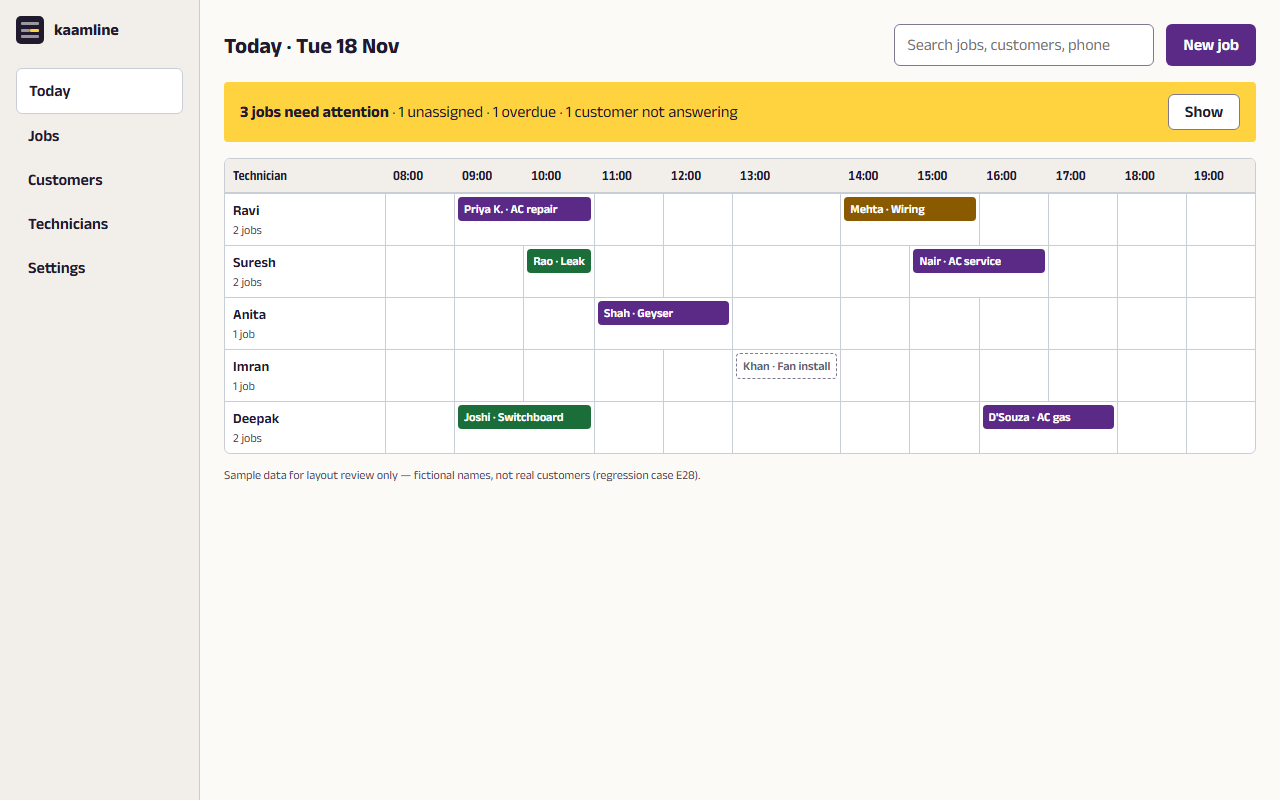 kaamline
Today
Jobs
Customers
Technicians
Settings
Today · Tue 18 Nov
Search jobs, customers, phone
New job
3 jobs need attention · 1 unassigned · 1 overdue · 1 customer not answering
Show
Technician 08:00 09:00 10:00 11:00 12:00 13:00 14:00 15:00 16:00 17:00 18:00 19:00
Ravi Priya K. · AC repair Mehta · Wiring
2 jobs
Suresh Rao · Leak Nair · AC service
2 jobs
Anita Shah · Geyser
1 job
Imran Khan · Fan install
1 job
Deepak Joshi · Switchboard D'Souza · AC gas
2 jobs
Sample data for layout review only — fictional names, not real customers (regression case E28).